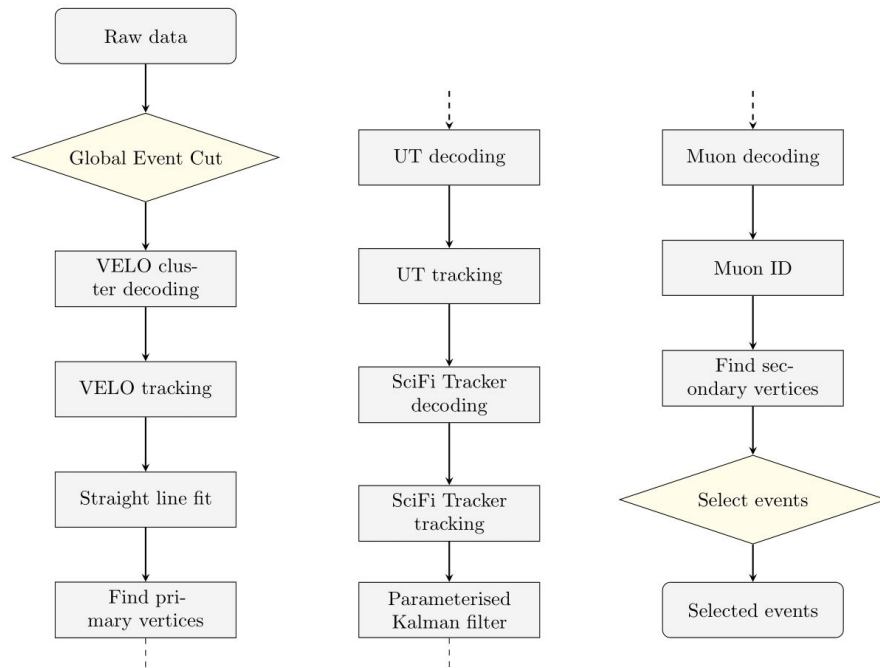 Raw data
Global Event Cut
VELO clus-
ter decoding
VELO tracking
Straight line fit
Find pri-
mary vertices
UT decoding
UT tracking
SciFi Tracker
decoding
SciFi Tracker
tracking
Parameterised
Kalman filter
Muon decoding
Muon ID
Find sec-
ondary vertices
Select events
Selected events